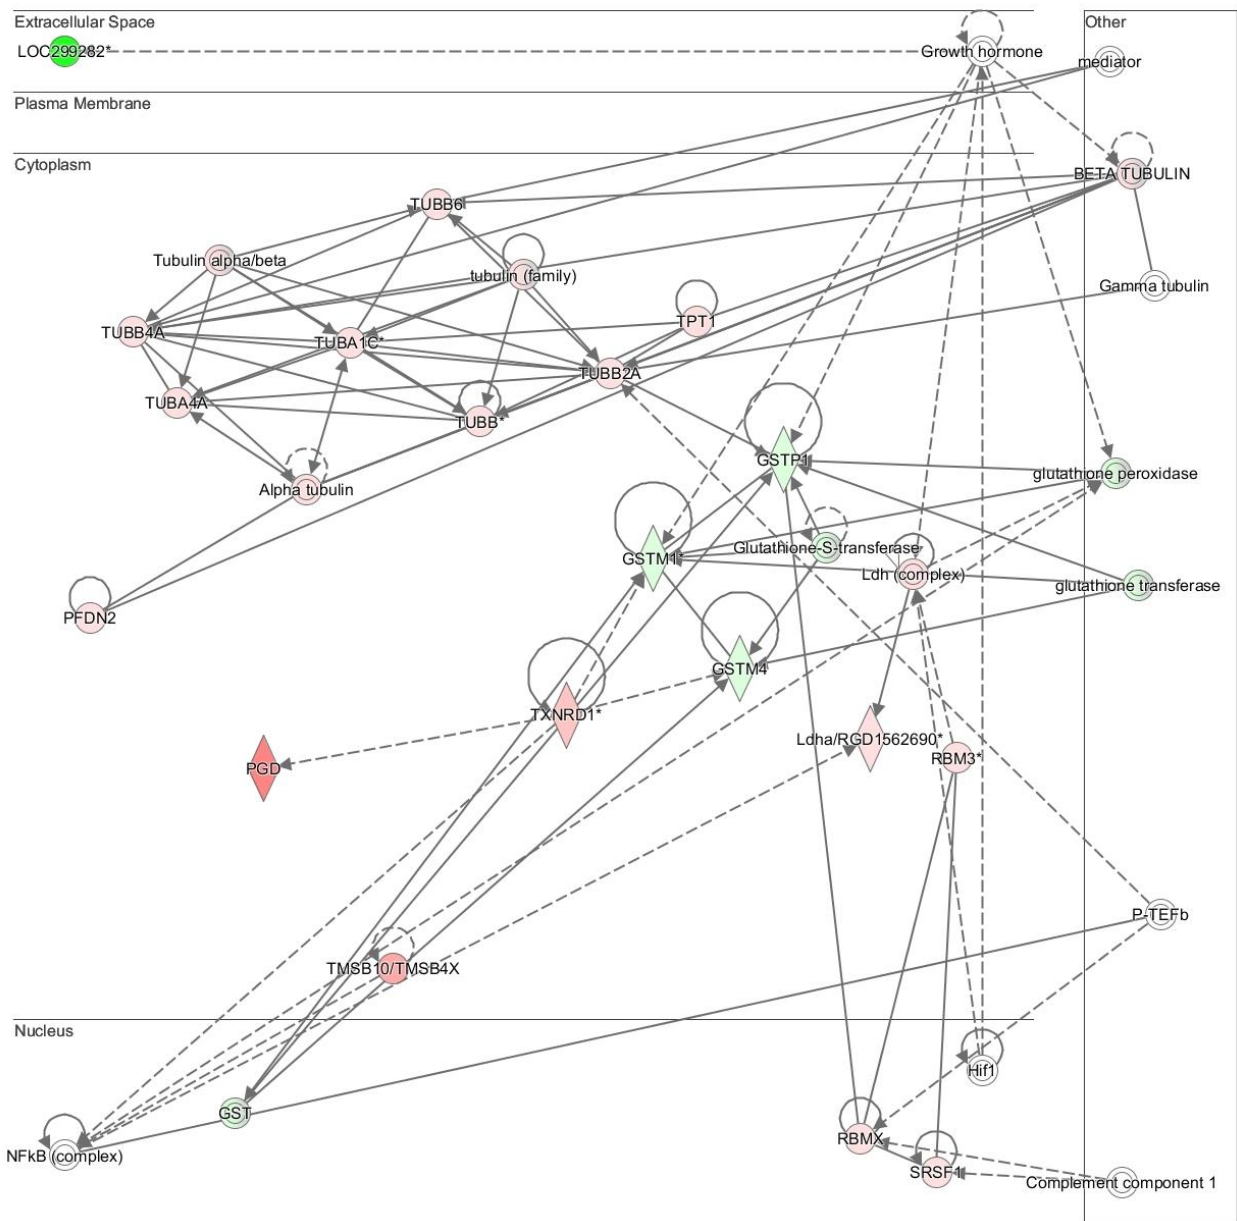 Extracellular Space
Other
LOC299282*
Growth hormone
mediator
Plasma Membrane
Cytoplasm
BETA TUBULIN
TUBB6
Tubulin alpha/beta
tubulin (family)
Gamma tubulin
TPT1
TUBB4A
TUBA1C*
TUBB2A
TUBA4A
TUBB*
GSTP1
glutathione peroxidase
Alpha tubulin
Glutathione-S-transferase
GSTM1*
Ldh (complex)
glutathione transferase
PFDN2
GSTM4
TXNRD1*
Ldha/RGD1562690*
RBM3*
PGD
P-TEFb
TMSB10/TMSB4X
Nucleus
Hif1
GST
RBMX
NFkB (complex)
SRSF1
Complement component 1